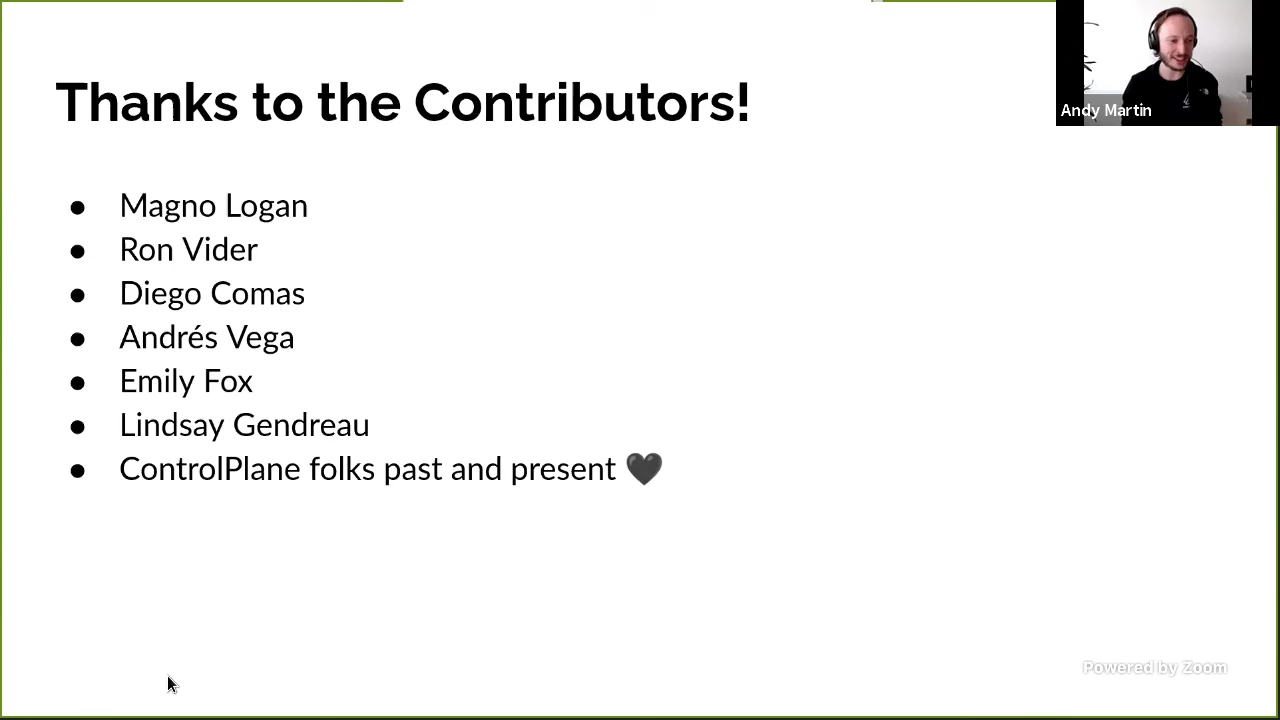 Thanks to the Contributors!
Andy Martin
● Magno Logan
● Ron Vider
● Diego Comas
● Andrés Vega
● Emily Fox
● Lindsay Gendreau
● ControlPlane folks past and present 🖤
Powered by Zoom